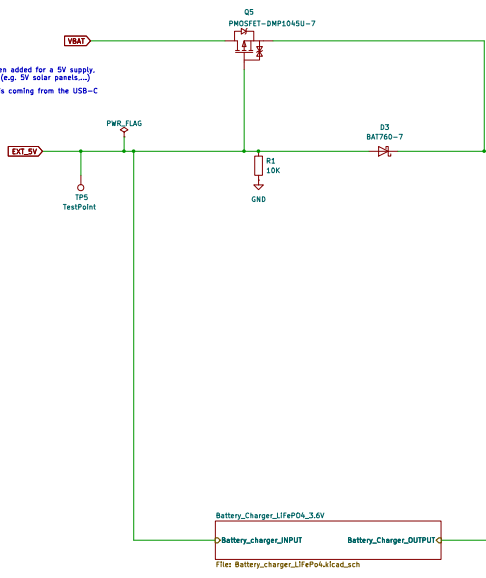 Q5
PMOSFET-DMP1045U-7
VBAT
en added for a 5V supply,
(e.g. 5V solar panels,...)
's coming from the USB-C
PWR_FLAG
D3
BAT760-7
EXT_5V
R1
10K
TP5
TestPoint
GND
Battery_Charger_LiFePO4_3.6V
Battery_charger_INPUT
Battery_Charger_OUTPUT
File: Battery_charger_LiFePo4.kicad_sch